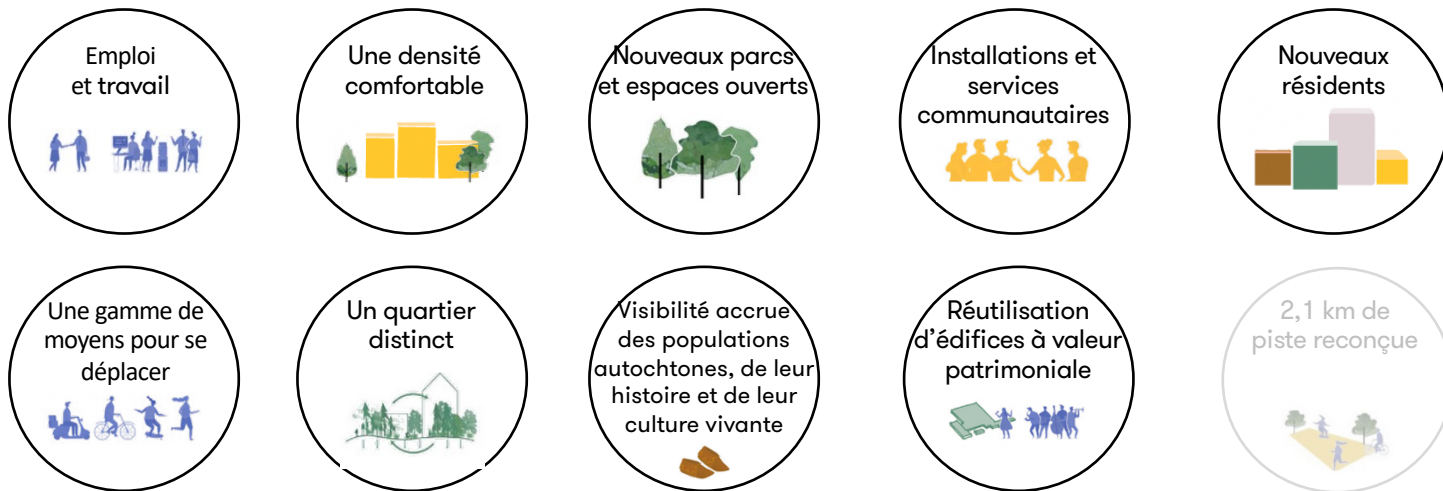 Emploi
et travail
Une densité
comfortable
Nouveaux parcs
et espaces ouverts
Installations et
services
communautaires
Nouveaux
résidents
Une gamme de
moyens pour se
déplacer
Un quartier
distinct
Visibilité accrue
des populations
autochtones, de leur
histoire et de leur
culture vivante
Réutilisation
d'édifices à valeur
patrimoniale
2,1 km de
piste reconçue